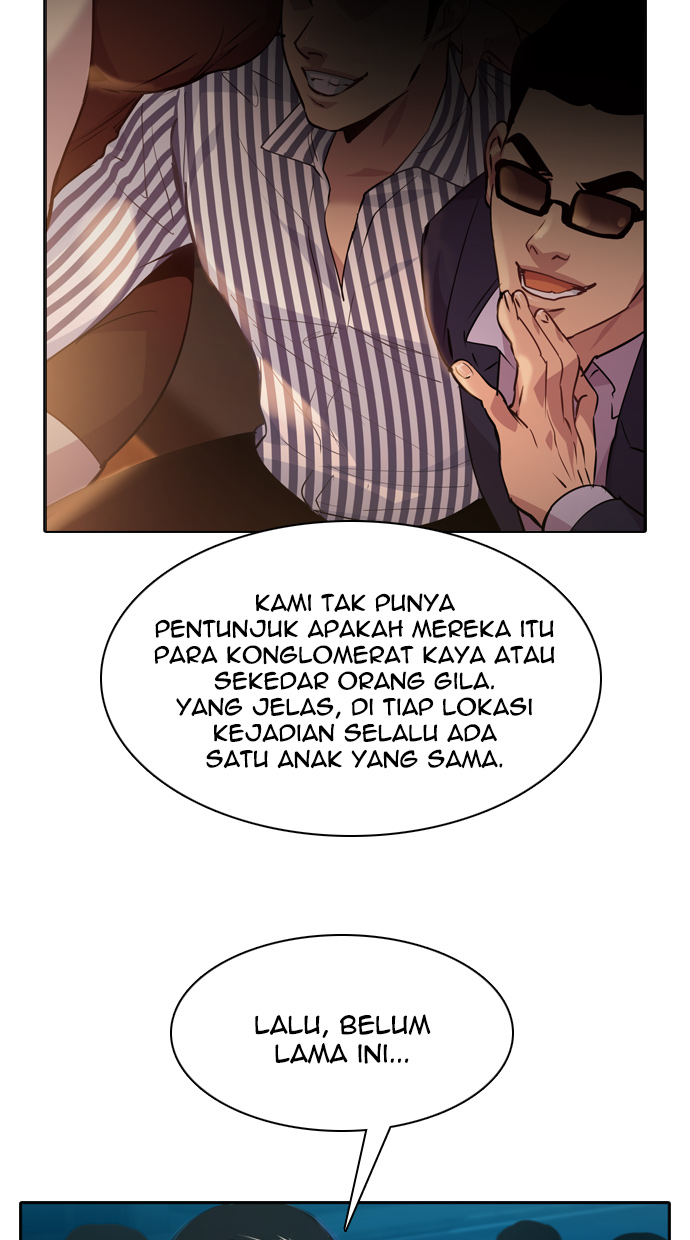 KAMI TAK PUNYA
PENTUNJUK APAKAH MEREKA ITU
PARA KONGLOMERAT KAYA ATAU
SEKEDAR ORANG GILA.
YANG JELAS, DI TIAP LOKASI
KEJADIAN SELALU ADA
SATU ANAK YANG SAMA.
LALU, BELUM
LAMA INI...